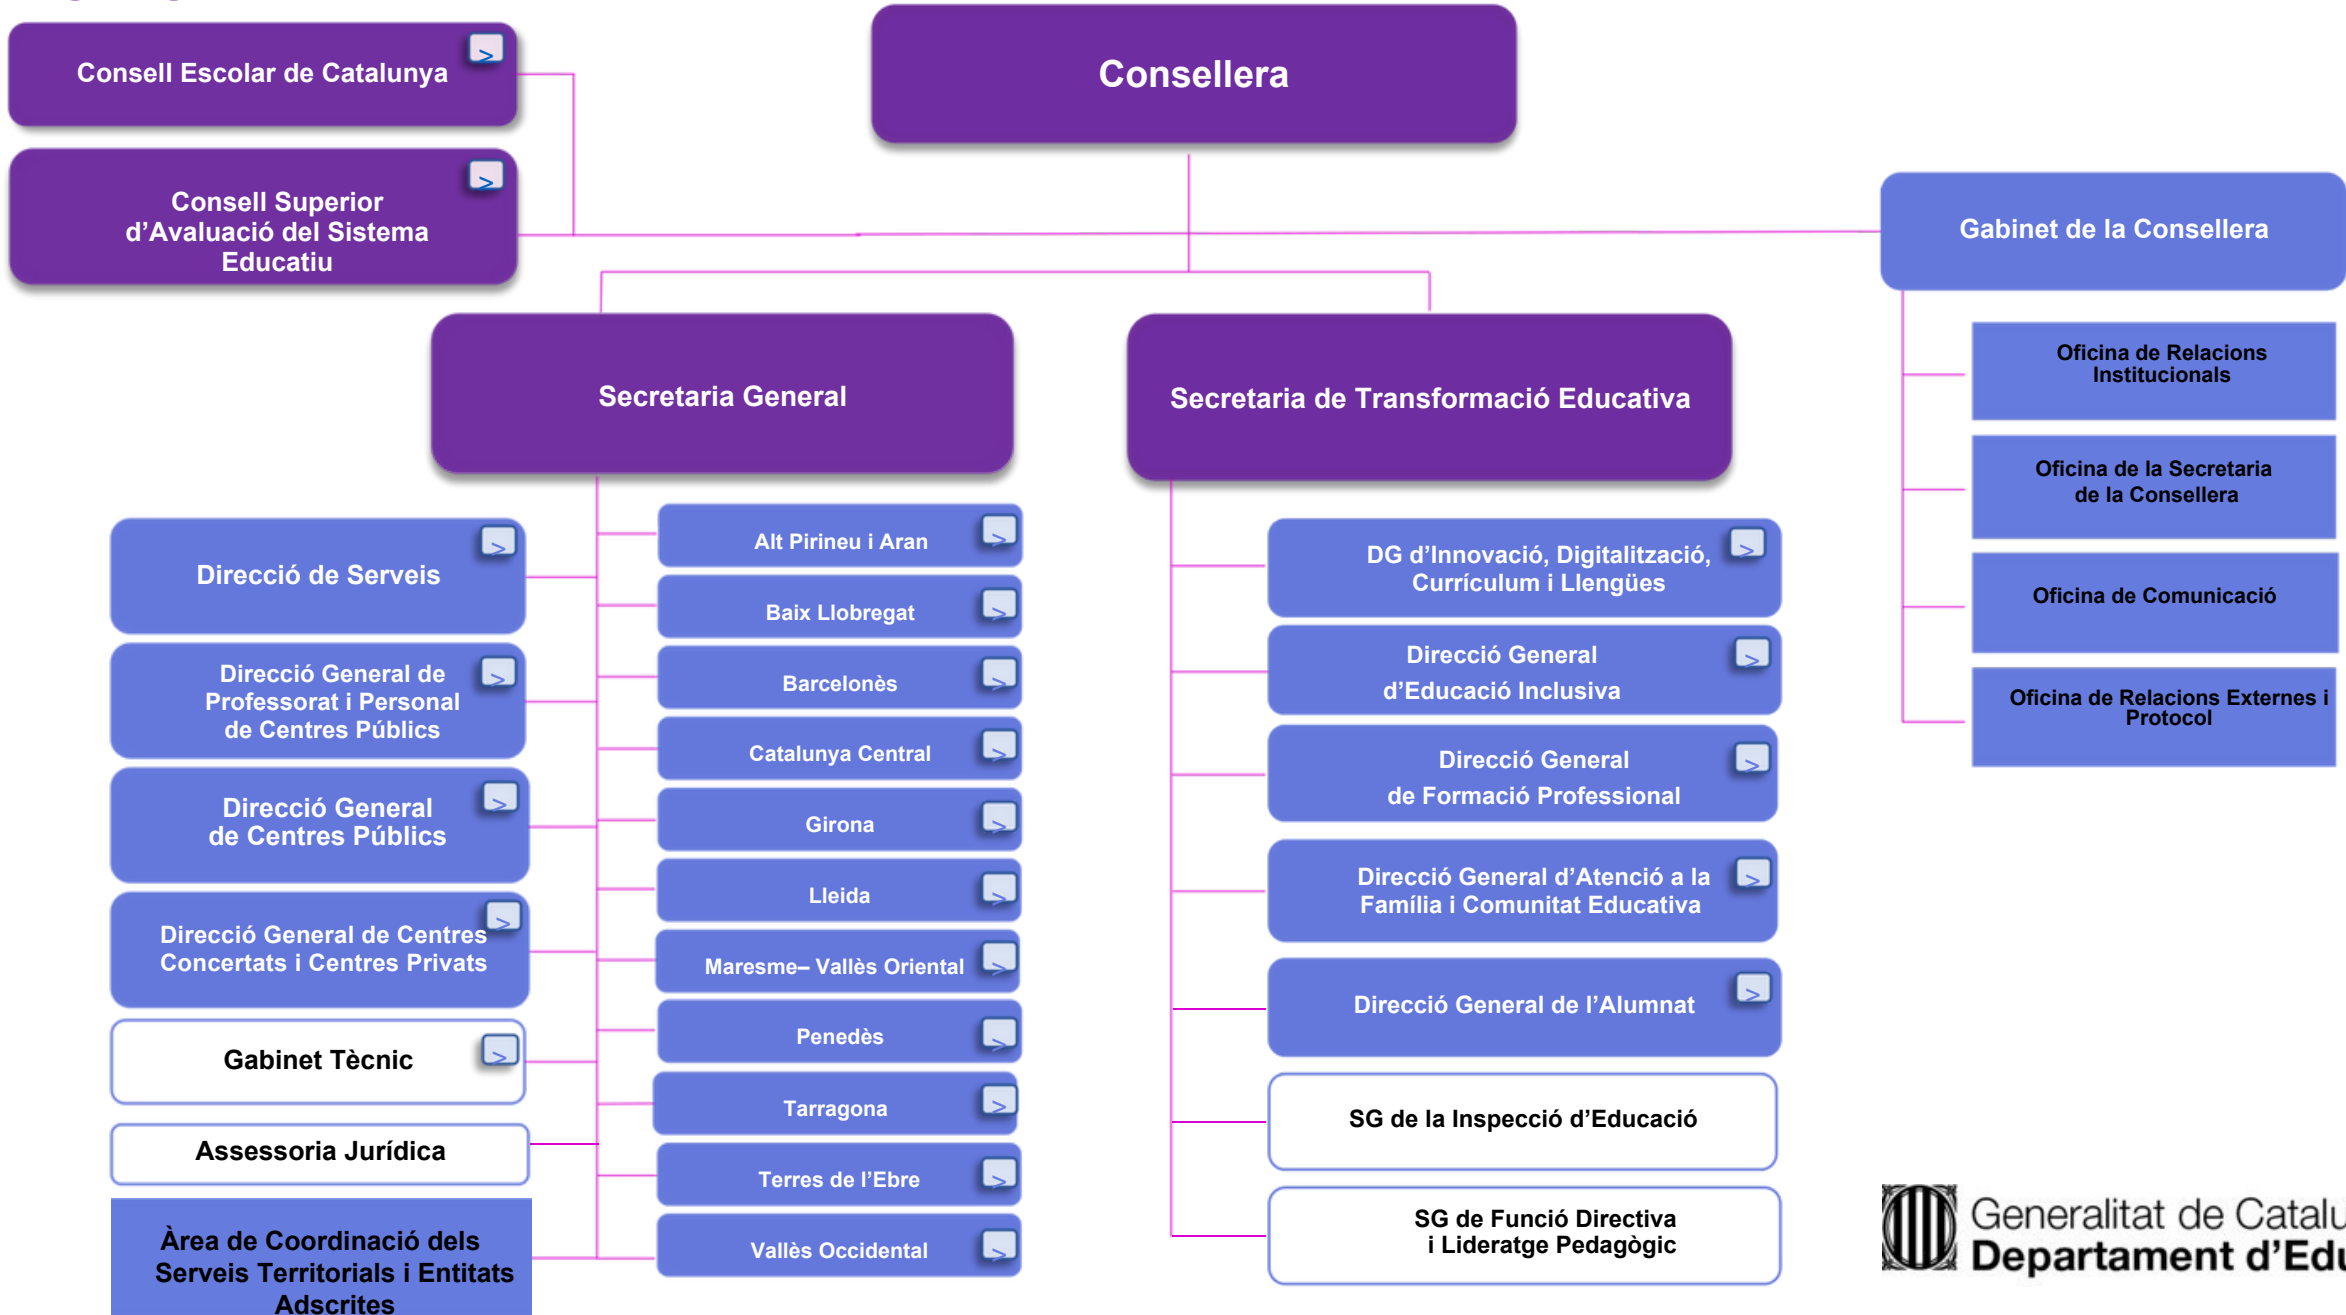 Consellera
Consell Escolar de Catalunya
>
Consell Superior
d’Avaluació del Sistema
Educatiu
>
Gabinet de la Consellera
Oficina de Relacions
Institucionals
Oficina de la Secretaria
de la Consellera
Oficina de Comunicació
Oficina de Relacions Externes i
Protocol
Secretaria General
Direcció de Serveis
>
Direcció General de
Professorat i Personal
de Centres Públics
>
Direcció General
de Centres Públics
>
Direcció General de Centres
Concertats i Centres Privats
>
Gabinet Tècnic
>
Assessoria Jurídica
Àrea de Coordinació dels
Serveis Territorials i Entitats
Adscrites
Alt Pirineu i Aran
>
Baix Llobregat
>
Barcelonès
>
Catalunya Central
>
Girona
>
Lleida
>
Maresme– Vallès Oriental
>
Penedès
>
Tarragona
>
Terres de l’Ebre
>
Vallès Occidental
>
Secretaria de Transformació Educativa
DG d’Innovació, Digitalització,
Currículum i Llengües
>
Direcció General
d’Educació Inclusiva
>
Direcció General
de Formació Professional
>
Direcció General d’Atenció a la
Família i Comunitat Educativa
>
Direcció General de l’Alumnat
>
SG de la Inspecció d’Educació
SG de Funció Directiva
i Lideratge Pedagògic
Generalitat de Catalu
Departament d’Edu